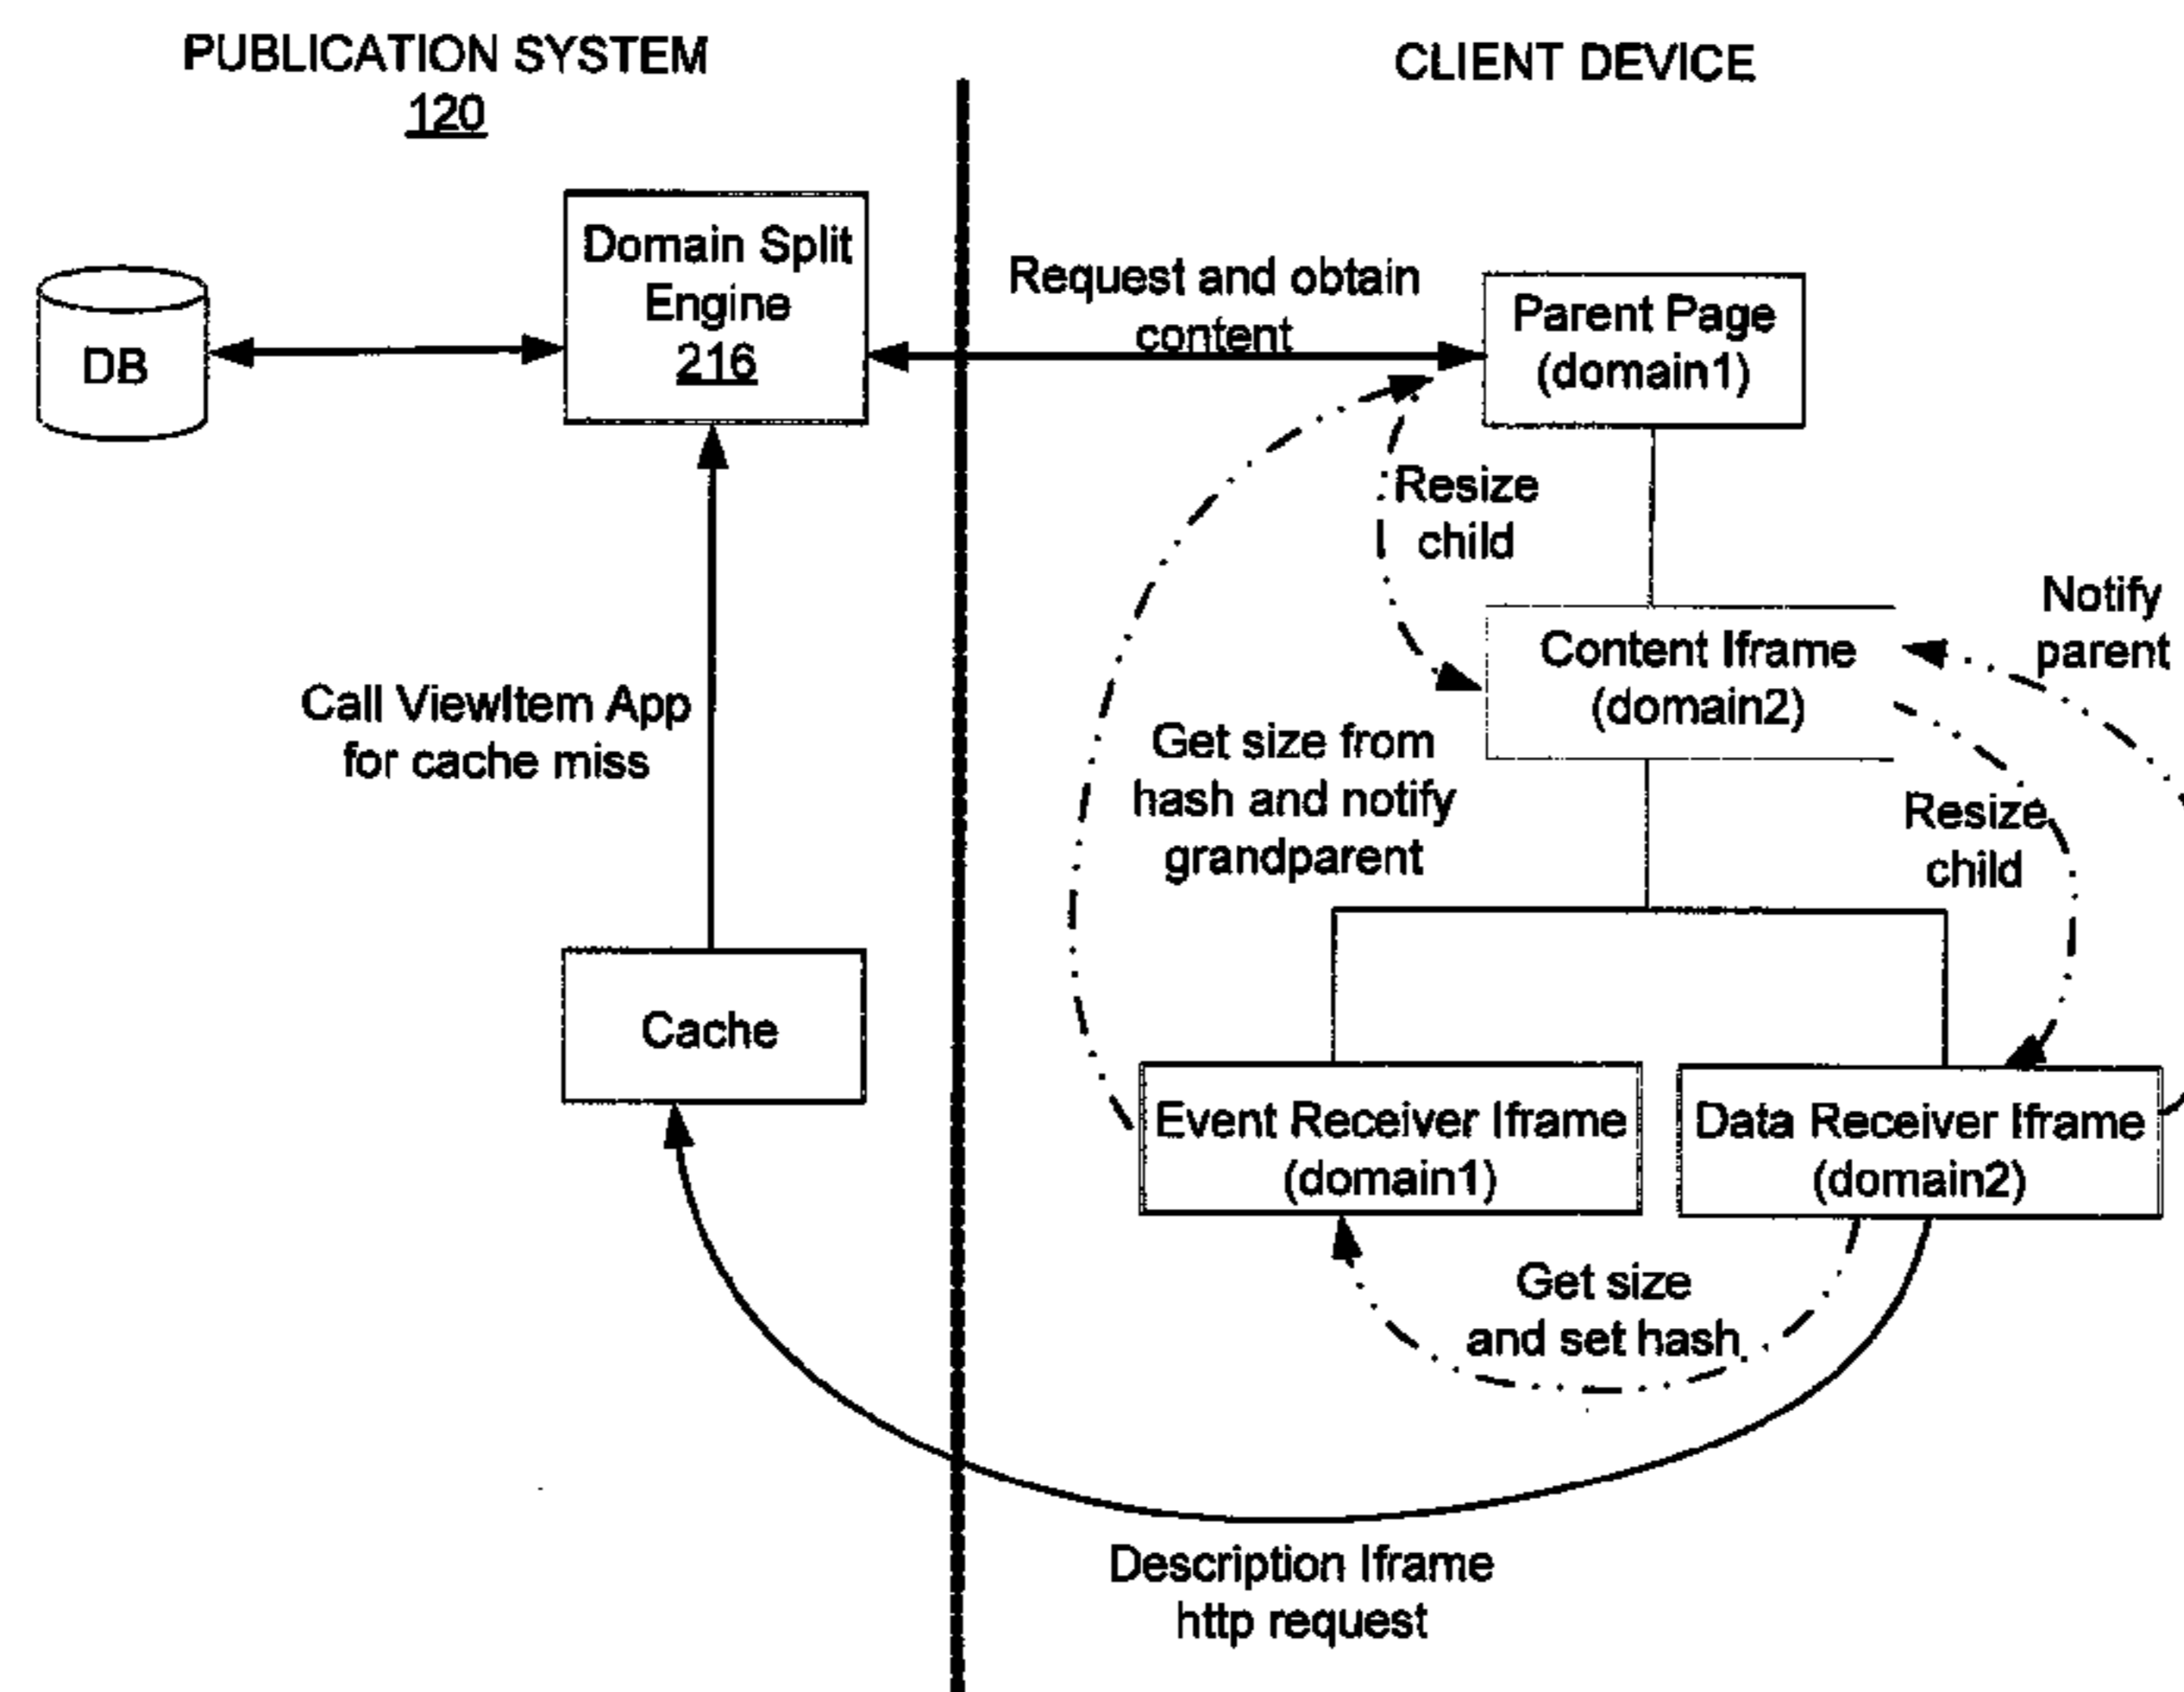 PUBLICATION SYSTEM
120
CLIENT DEVICE
DB
Domain Split
Engine
216
Request and obtain
content
Parent Page
(domain1)
Resize
child
Content Iframe
(domain2)
Notify
parent
Call ViewItem App
for cache miss
Get size from
hash and notify
grandparent
Resize
child
Cache
Event Receiver Iframe
(domain1)
Data Receiver Iframe
(domain2)
Get size
and set hash
Description Iframe
http request